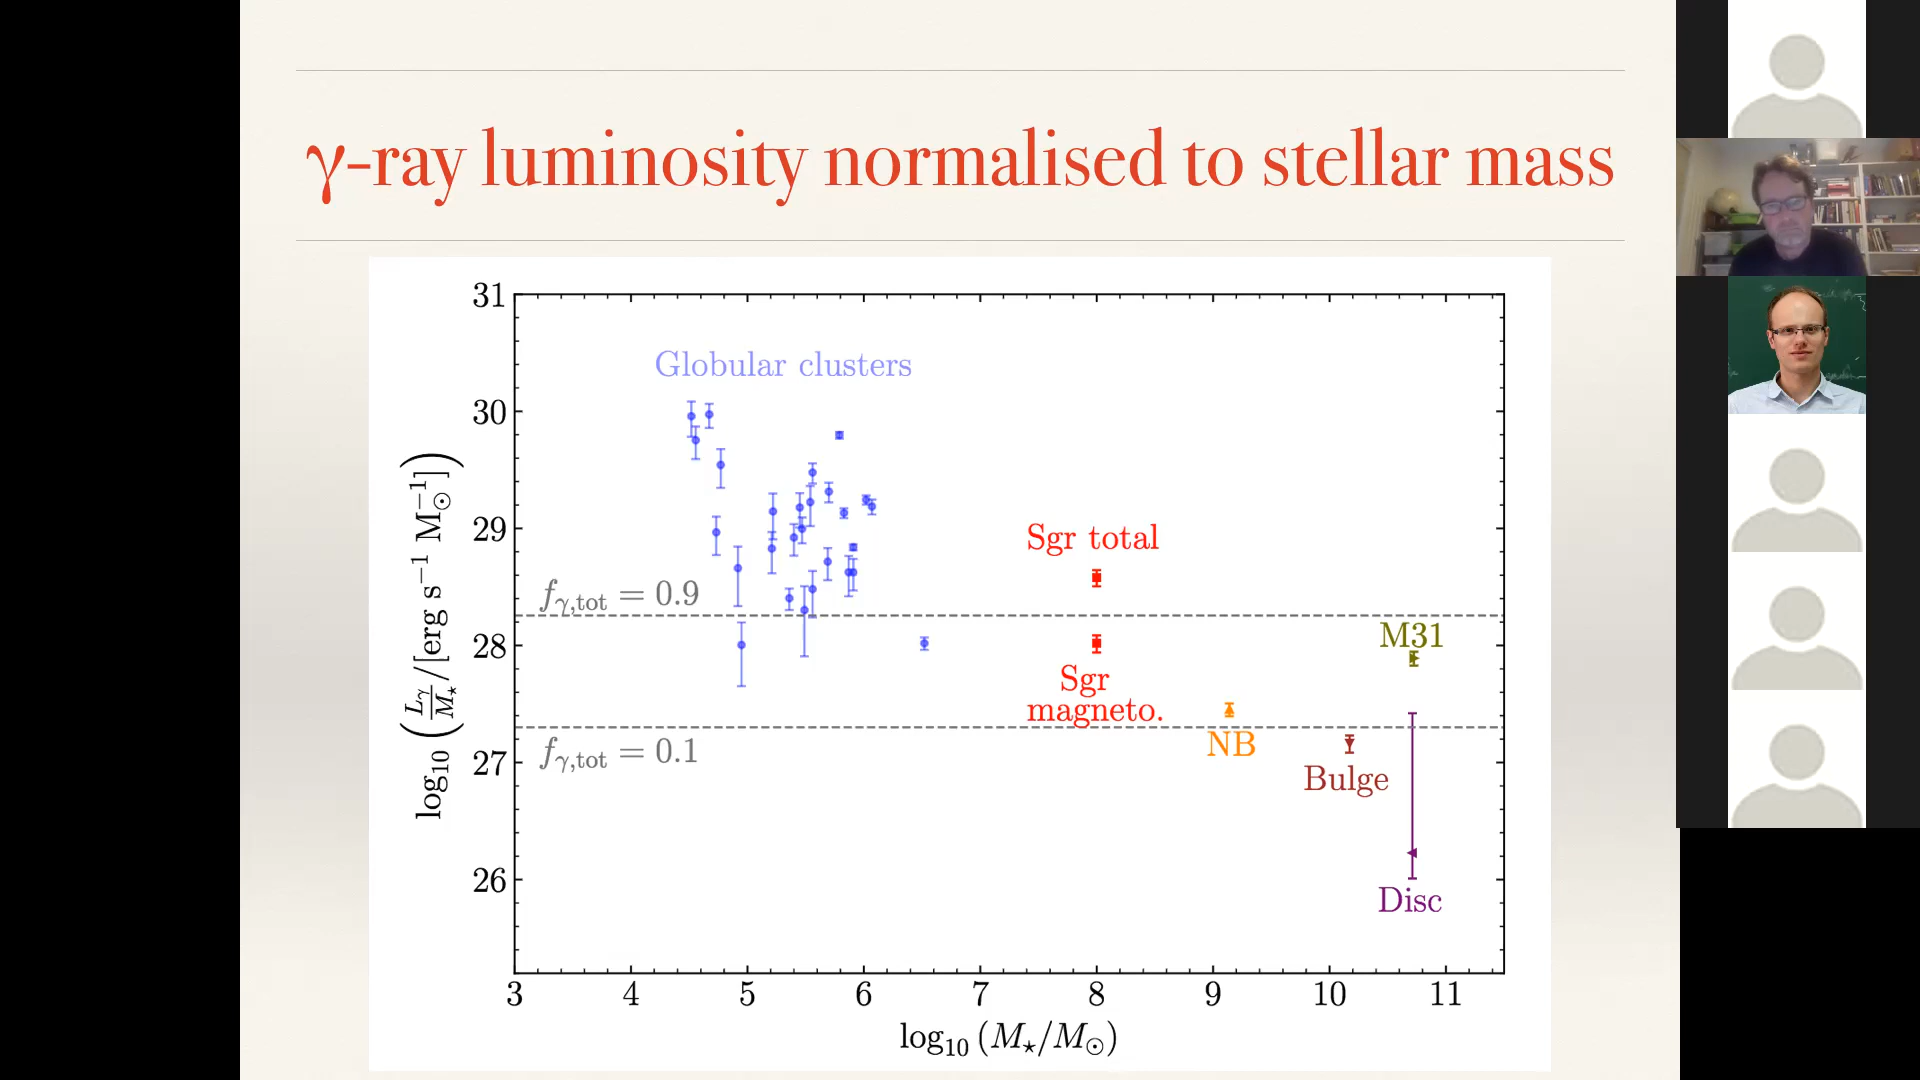 γ-ray luminosity normalised to stellar mass
31
30
29
28
27
26
log₁₀ (Lγ/M⋆/[erg s⁻¹ M⊙⁻¹])
Globular clusters
Sgr total
fγ,tot = 0.9
M31
Sgr
magneto.
NB
fγ,tot = 0.1
Bulge
Disc
3 4 5 6 7 8 9 10 11
log₁₀ (M⋆/M⊙)